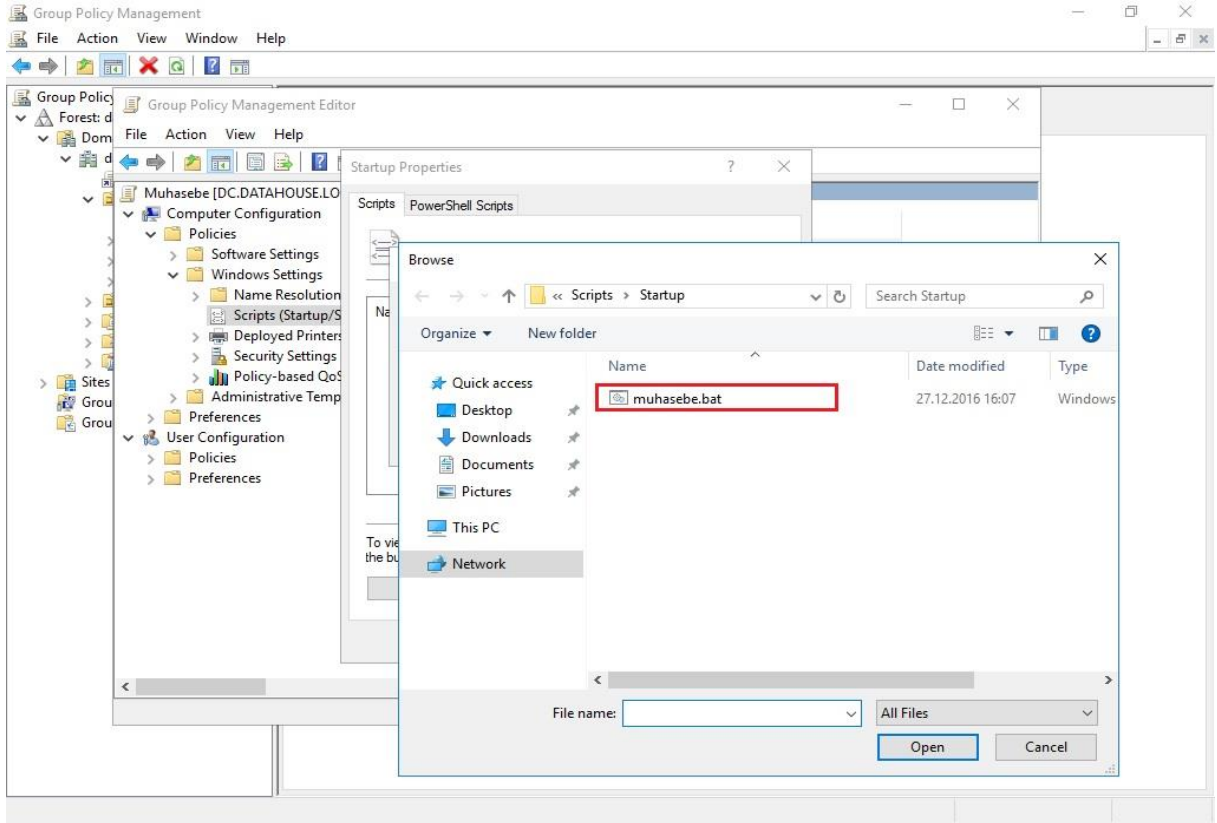 Group Policy Management
File Action View Window Help
Group Policy
Forest: d
Dom
d
Sites
Grou
Grou
Group Policy Management Editor
File Action View Help
Muhasebe [DC.DATAHOUSE.LO
Computer Configuration
Policies
Software Settings
Windows Settings
Name Resolution
Scripts (Startup/S
Deployed Printers
Security Settings
Policy-based QoS
Administrative Temp
Preferences
User Configuration
Policies
Preferences
Startup Properties
Scripts PowerShell Scripts
Na
To vie
the bu
Browse
« Scripts › Startup
Search Startup
Organize New folder
Name Date modified Type
Quick access
Desktop
Downloads
Documents
Pictures
This PC
Network
muhasebe.bat 27.12.2016 16:07 Windows
File name: All Files
Open Cancel